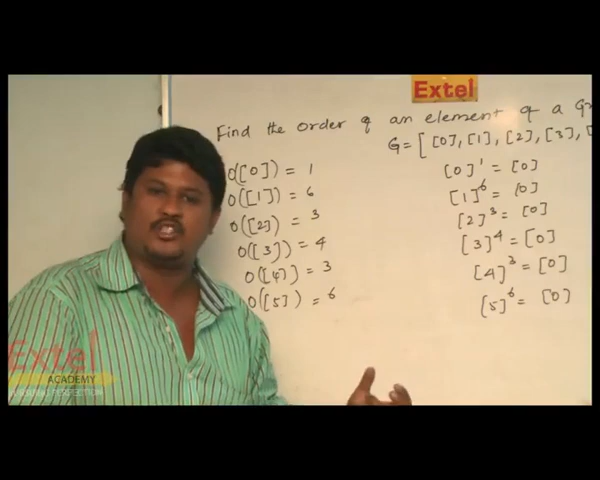 Extel
Find the order of an element of a Gr
G = [ [0], [1], [2], [3], [
O([0]) = 1
[0]¹ = [0]
O([1]) = 6
[1]⁶ = [0]
O([2]) = 3
[2]³ = [0]
O([3]) = 4
[3]⁴ = [0]
O([4]) = 3
[4]³ = [0]
O([5]) = 6
[5]⁶ = [0]
Extel
ACADEMY